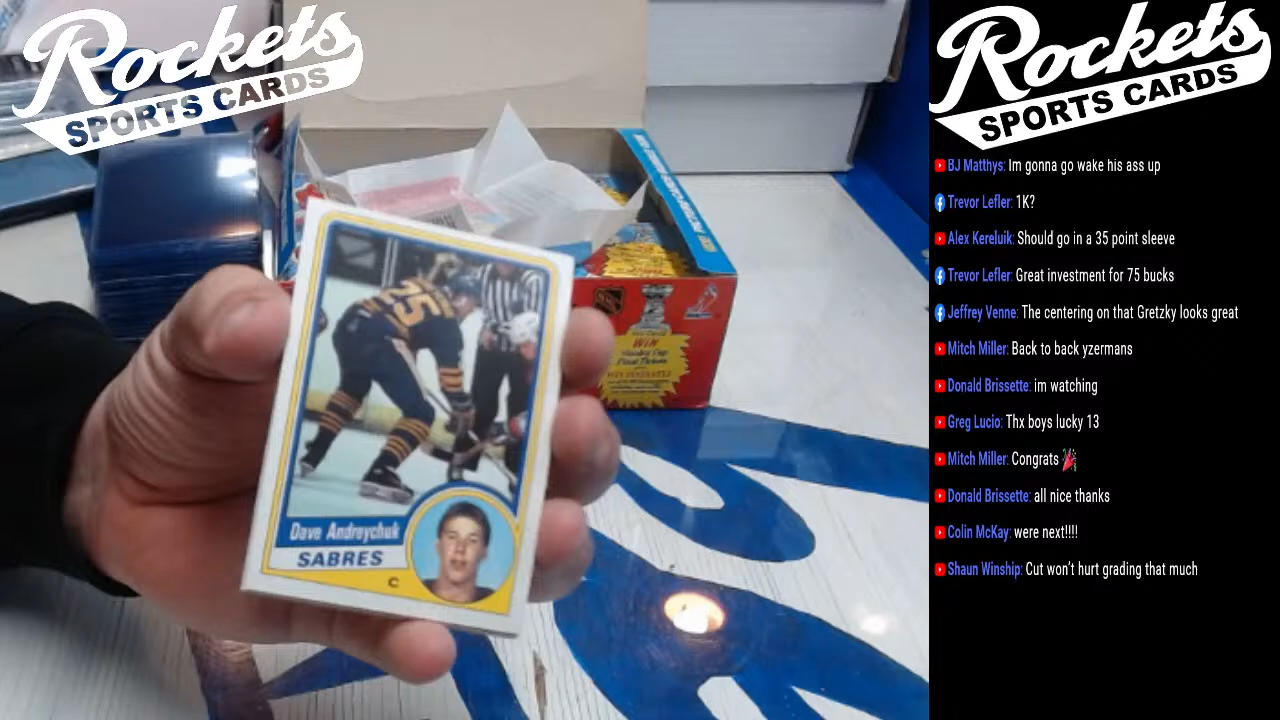 Rockets
SPORTS CARDS
Rockets
SPORTS CARDS
BJ Matthys: Im gonna go wake his ass up
Trevor Lefler: 1K?
Alex Kereluik: Should go in a 35 point sleeve
Trevor Lefler: Great investment for 75 bucks
Jeffrey Venne: The centering on that Gretzky looks great
Mitch Miller: Back to back yzermans
Donald Brissette: im watching
Greg Lucio: Thx boys lucky 13
Mitch Miller: Congrats 🎉
Donald Brissette: all nice thanks
Colin McKay: were next!!!!
Shaun Winship: Cut won't hurt grading that much
25
Dave Andreychuk
SABRES
C
WIN
Stanley Cup
Final Tickets